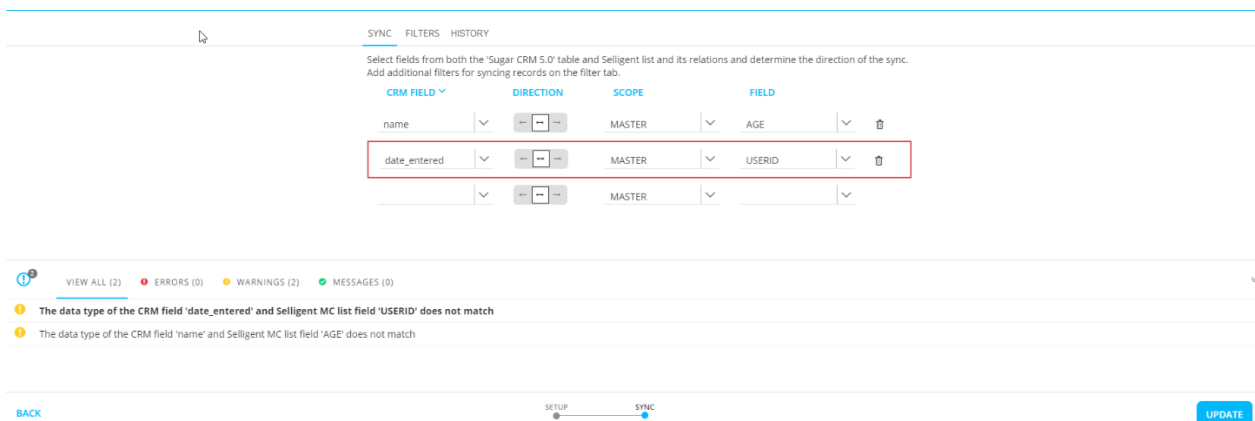 SYNC FILTERS HISTORY
Select fields from both the 'Sugar CRM 5.0' table and Selligent list and its relations and determine the direction of the sync.
Add additional filters for syncing records on the filter tab.
CRM FIELD DIRECTION SCOPE FIELD
name MASTER AGE
date_entered MASTER USERID
MASTER
2
VIEW ALL (2) ERRORS (0) WARNINGS (2) MESSAGES (0)
The data type of the CRM field 'date_entered' and Selligent MC list field 'USERID' does not match
The data type of the CRM field 'name' and Selligent MC list field 'AGE' does not match
SETUP SYNC
BACK UPDATE